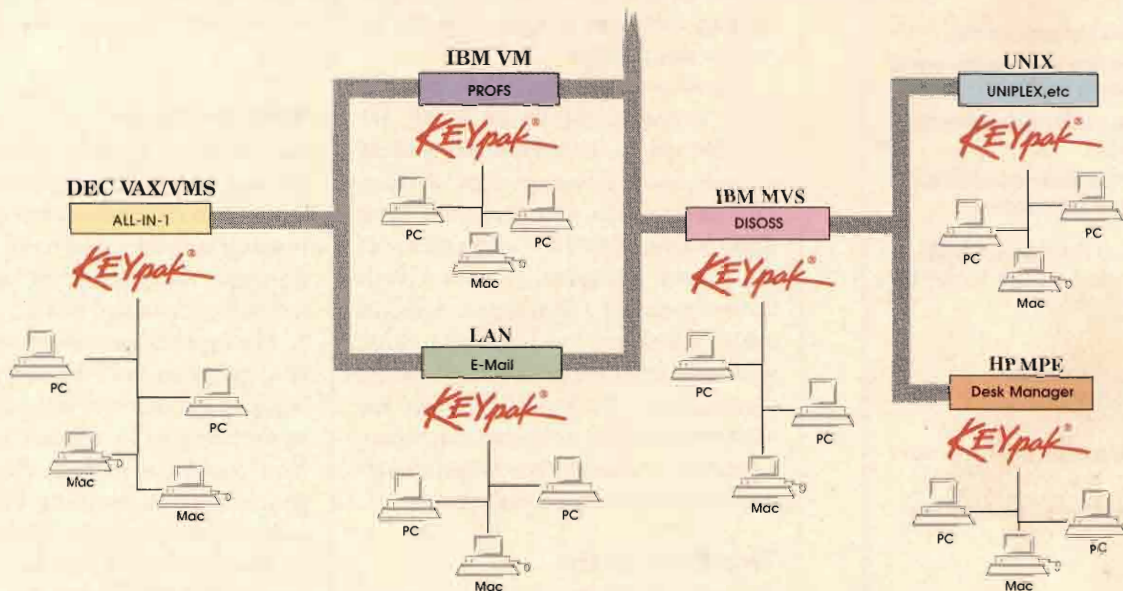 DEC VAX/VMS
ALL-IN-1
KEYpak®
PC
PC
Mac
Mac
IBM VM
PROFS
KEYpak®
PC
PC
Mac
LAN
E-Mail
KEYpak®
PC
PC
Mac
IBM MVS
DISOSS
KEYpak®
PC
PC
Mac
UNIX
UNIPLEX,etc
KEYpak®
PC
PC
Mac
HP MPE
Desk Manager
KEYpak®
PC
PC
Mac